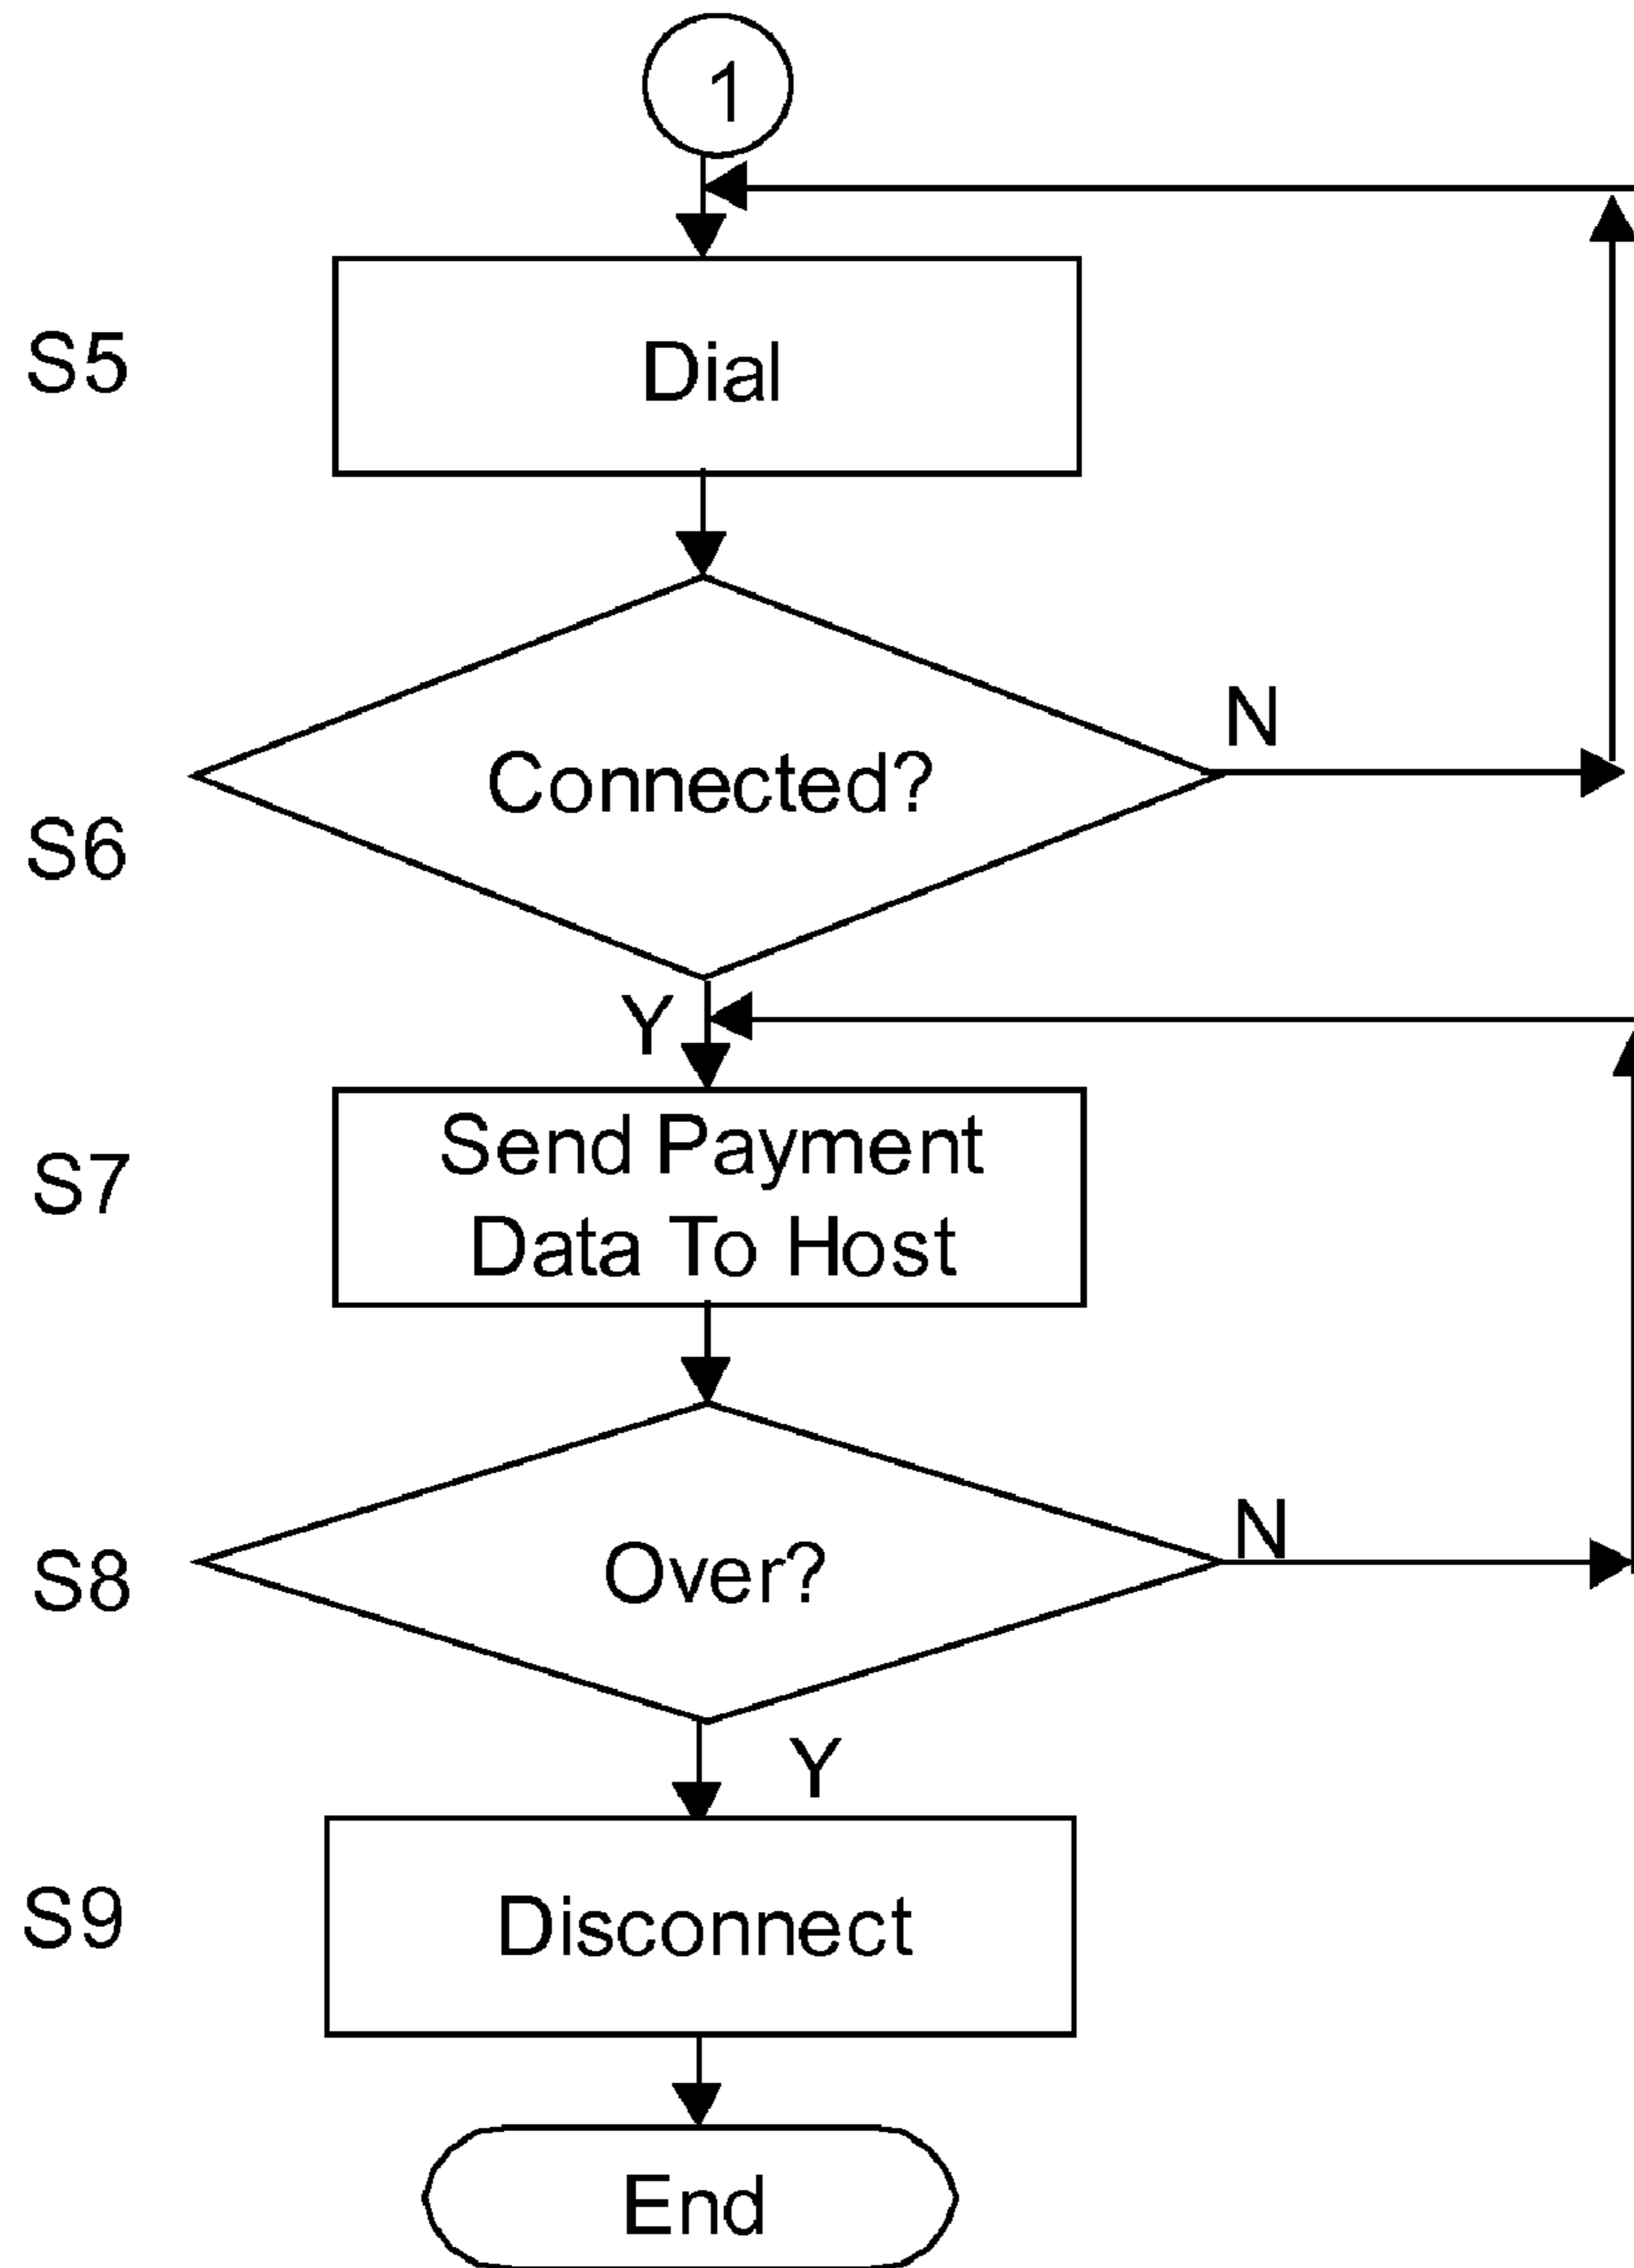 1
S5
Dial
Connected?
N
S6
Y
Send Payment
Data To Host
S7
Over?
N
S8
Y
Disconnect
S9
End